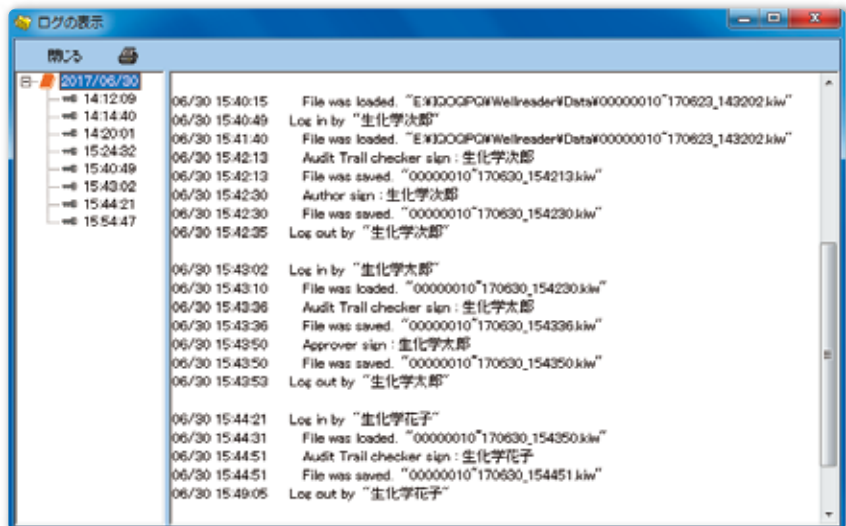 ログの表示
閉じる
2017/06/30
14:12:09
14:14:40
14:20:01
15:24:32
15:40:49
15:43:02
15:44:21
15:54:47
06/30 15:40:15 File was loaded. "E:¥IQOQPQ¥Wellreader¥Data¥00000010~170623_143202.kiw"
06/30 15:40:49 Log in by "生化学次郎"
06/30 15:41:40 File was loaded. "E:¥IQOQPQ¥Wellreader¥Data¥00000010~170623_143202.kiw"
06/30 15:42:13 Audit Trail checker sign : 生化学次郎
06/30 15:42:13 File was saved. "00000010~170630_154213.kiw"
06/30 15:42:30 Author sign : 生化学次郎
06/30 15:42:30 File was saved. "00000010~170630_154230.kiw"
06/30 15:42:35 Log out by "生化学次郎"
06/30 15:43:02 Log in by "生化学太郎"
06/30 15:43:10 File was loaded. "00000010~170630_154230.kiw"
06/30 15:43:36 Audit Trail checker sign : 生化学太郎
06/30 15:43:36 File was saved. "00000010~170630_154336.kiw"
06/30 15:43:50 Approver sign : 生化学太郎
06/30 15:43:50 File was saved. "00000010~170630_154350.kiw"
06/30 15:43:53 Log out by "生化学太郎"
06/30 15:44:21 Log in by "生化学花子"
06/30 15:44:31 File was loaded. "00000010~170630_154350.kiw"
06/30 15:44:51 Audit Trail checker sign : 生化学花子
06/30 15:44:51 File was saved. "00000010~170630_154451.kiw"
06/30 15:49:05 Log out by "生化学花子"